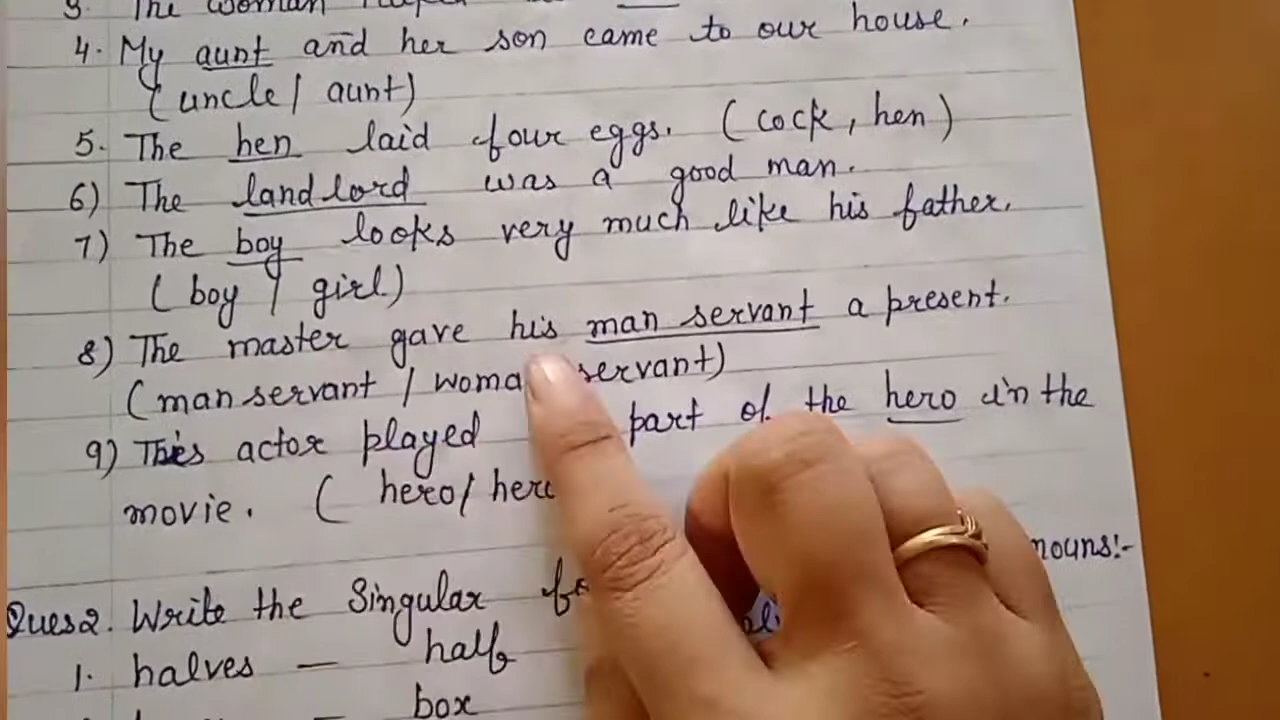 3. The woman
4. My aunt and her son came to our house.
(uncle/ aunt)
5. The hen laid four eggs. (cock, hen)
6) The landlord was a good man.
7) The boy looks very much like his father.
(boy / girl)
8) The master gave his man servant a present.
(man servant / servant)
9) This actor played part of the hero in the
movie. (hero/
Ques2. Write the Singular nouns:-
1. halves — half
— box